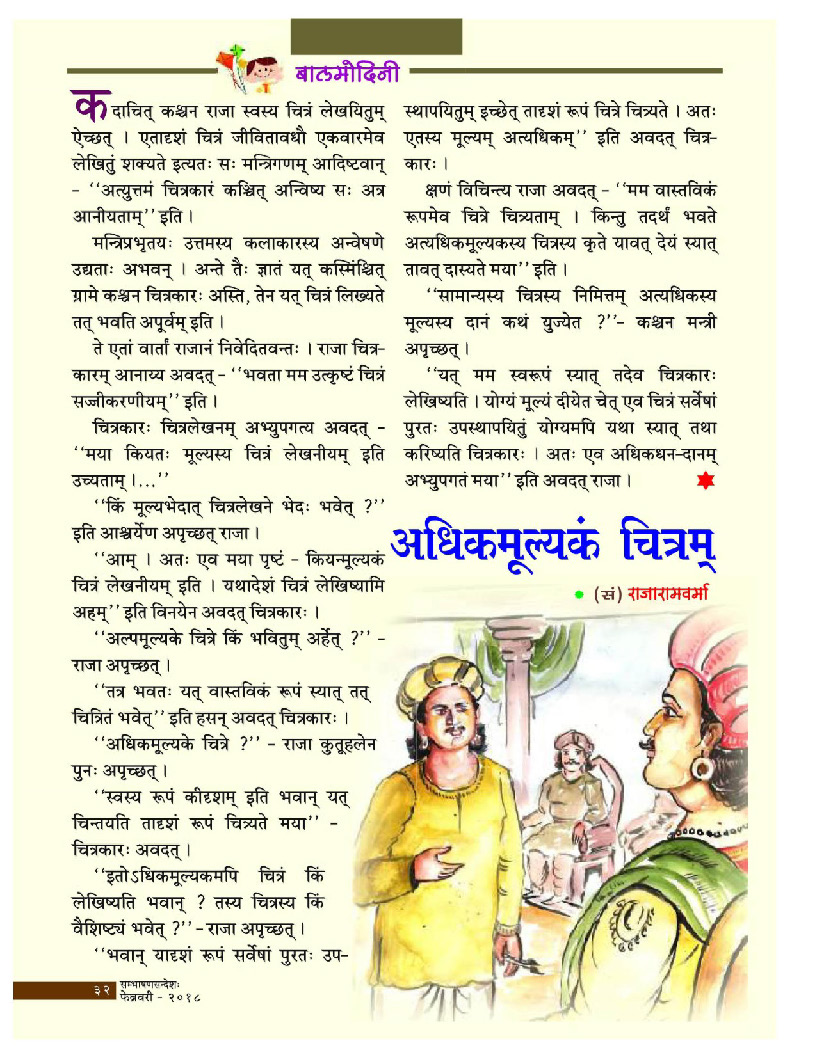 बालमोदिनी
कदाचित् कश्चन राजा स्वस्य चित्रं लेखयितुम्
ऐच्छत् । एतादृशं चित्रं जीवितावधौ एकवारमेव
लेखितुं शक्यते इत्यतः सः मन्त्रिगणम् आदिष्टवान्
- ‘‘अत्युत्तमं चित्रकारं कञ्चित् अन्विष्य सः अत्र
आनीयताम्’’ इति ।
मन्त्रिप्रभृतयः उत्तमस्य कलाकारस्य अन्वेषणे
उद्यताः अभवन् । अन्ते तैः ज्ञातं यत् कस्मिंश्चित्
ग्रामे कश्चन चित्रकारः अस्ति, तेन यत् चित्रं लिख्यते
तत् भवति अपूर्वम् इति ।
ते एतां वार्तां राजानं निवेदितवन्तः । राजा चित्र-
कारम् आनाय्य अवदत् - ‘‘भवता मम उत्कृष्टं चित्रं
सज्जीकरणीयम्’’ इति ।
चित्रकारः चित्रलेखनम् अभ्युपगत्य अवदत् -
‘‘मया कियतः मूल्यस्य चित्रं लेखनीयम् इति
उच्यताम् ।...’’
‘‘किं मूल्यभेदात् चित्रलेखने भेदः भवेत् ?’’
इति आश्चर्येण अपृच्छत् राजा ।
‘‘आम् । अतः एव मया पृष्टं - कियन्मूल्यकं
चित्रं लेखनीयम् इति । यथादेशं चित्रं लेखिष्यामि
अहम्’’ इति विनयेन अवदत् चित्रकारः ।
‘‘अल्पमूल्यके चित्रे किं भवितुम् अर्हेत् ?’’ -
राजा अपृच्छत् ।
‘‘तत्र भवतः यत् वास्तविकं रूपं स्यात् तत्
चित्रितं भवेत्’’ इति हसन् अवदत् चित्रकारः ।
‘‘अधिकमूल्यके चित्रे ?’’ - राजा कुतूहलेन
पुनः अपृच्छत् ।
‘‘स्वस्य रूपं कीदृशम् इति भवान् यत्
चिन्तयति तादृशं रूपं चित्र्यते मया’’ -
चित्रकारः अवदत् ।
‘‘इतोऽधिकमूल्यकमपि चित्रं किं
लेखिष्यति भवान् ? तस्य चित्रस्य किं
वैशिष्ट्यं भवेत् ?’’ - राजा अपृच्छत् ।
‘‘भवान् यादृशं रूपं सर्वेषां पुरतः उप-
स्थापयितुम् इच्छेत् तादृशं रूपं चित्रे चित्र्यते । अतः
एतस्य मूल्यम् अत्यधिकम्’’ इति अवदत् चित्र-
कारः ।
क्षणं विचिन्त्य राजा अवदत् - ‘‘मम वास्तविकं
रूपमेव चित्रे चित्र्यताम् । किन्तु तदर्थं भवते
अत्यधिकमूल्यकस्य चित्रस्य कृते यावत् देयं स्यात्
तावत् दास्यते मया’’ इति ।
‘‘सामान्यस्य चित्रस्य निमित्तम् अत्यधिकस्य
मूल्यस्य दानं कथं युज्येत ?’’- कश्चन मन्त्री
अपृच्छत् ।
‘‘यत् मम स्वरूपं स्यात् तदेव चित्रकारः
लेखिष्यति । योग्यं मूल्यं दीयेत चेत् एव चित्रं सर्वेषां
पुरतः उपस्थापयितुं योग्यमपि यथा स्यात् तथा
करिष्यति चित्रकारः । अतः एव अधिकधन-दानम्
अभ्युपगतं मया’’ इति अवदत् राजा ।
अधिकमूल्यकं चित्रम्
• (सं) राजारामवर्मा
३२
सम्भाषणसन्देशः
फेब्रवरी - २०१८